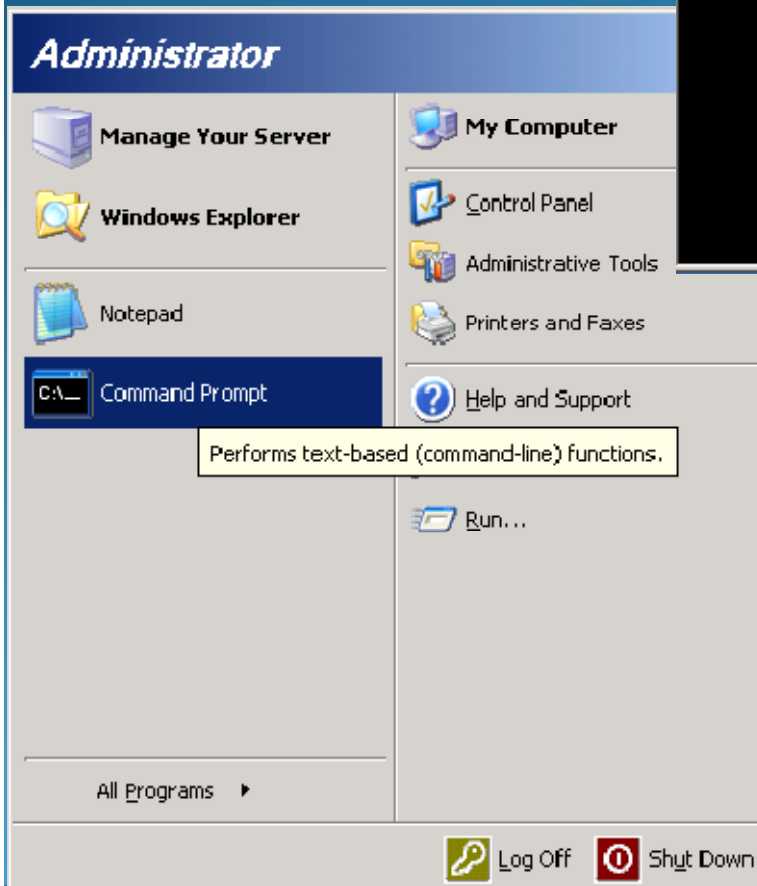 Administrator
Manage Your Server
Windows Explorer
Notepad
C:\_
Command Prompt
Performs text-based (command-line) functions.
All Programs
My Computer
Control Panel
Administrative Tools
Printers and Faxes
Help and Support
Run...
Log Off
Shut Down